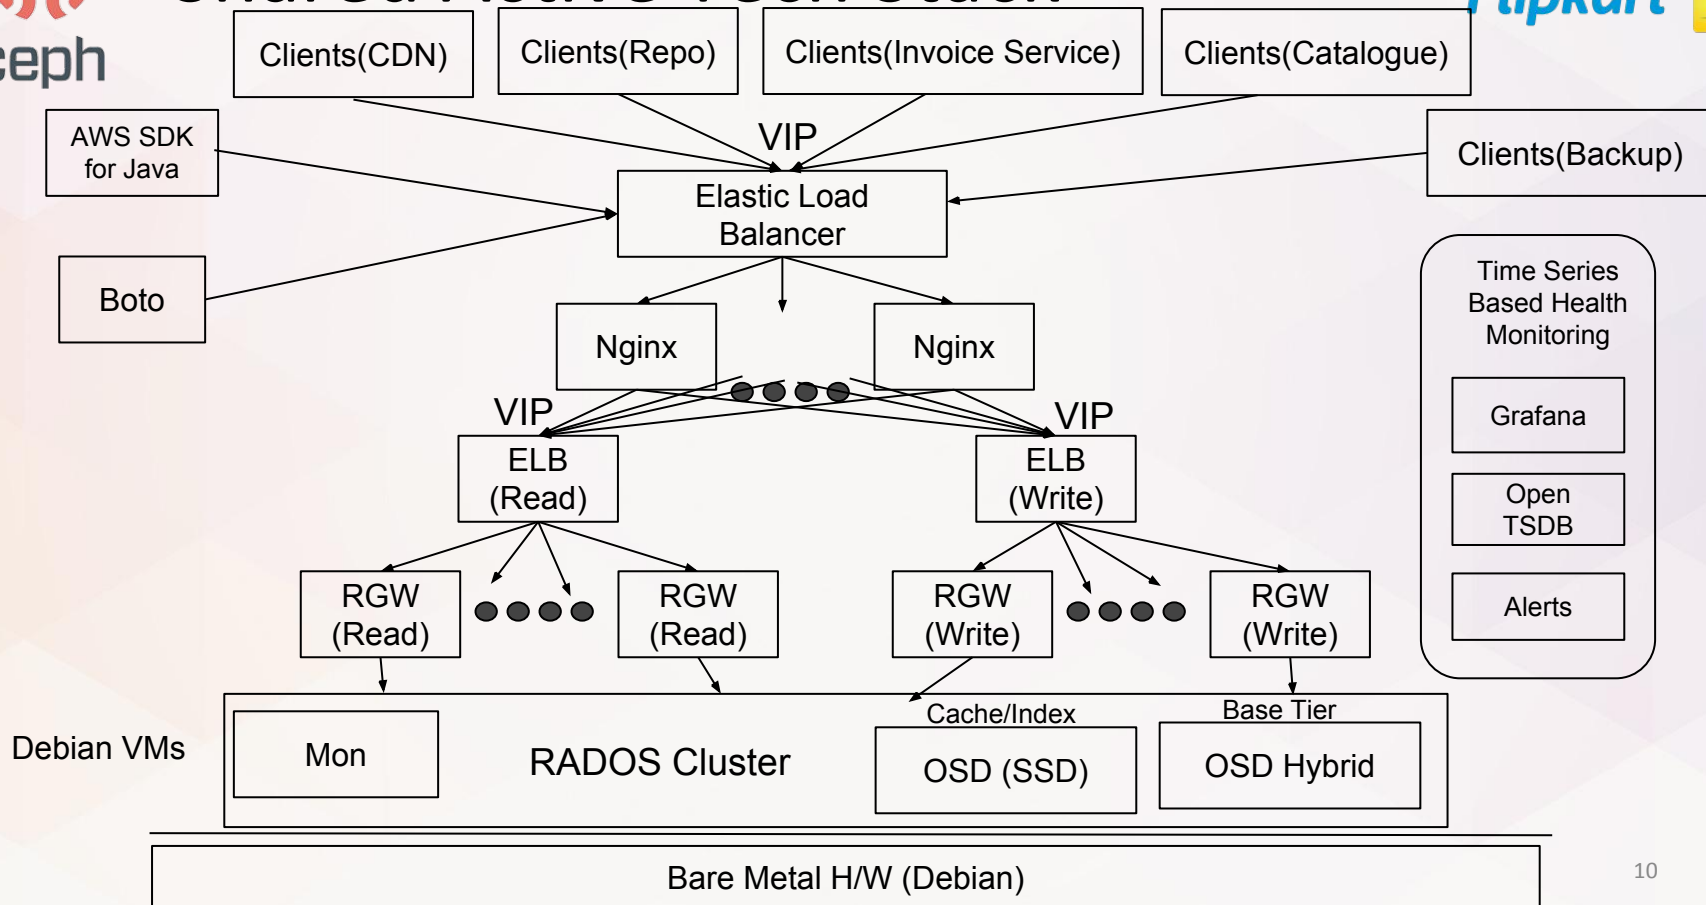 ceph
Flipkart
Clients(CDN)
Clients(Repo)
Clients(Invoice Service)
Clients(Catalogue)
AWS SDK
for Java
VIP
Clients(Backup)
Elastic Load
Balancer
Boto
Time Series
Based Health
Monitoring
Nginx
Nginx
Grafana
VIP
VIP
ELB
(Read)
ELB
(Write)
Open
TSDB
RGW
(Read)
RGW
(Read)
RGW
(Write)
RGW
(Write)
Alerts
Cache/Index
Base Tier
Debian VMs
Mon
RADOS Cluster
OSD (SSD)
OSD Hybrid
Bare Metal H/W (Debian)
10